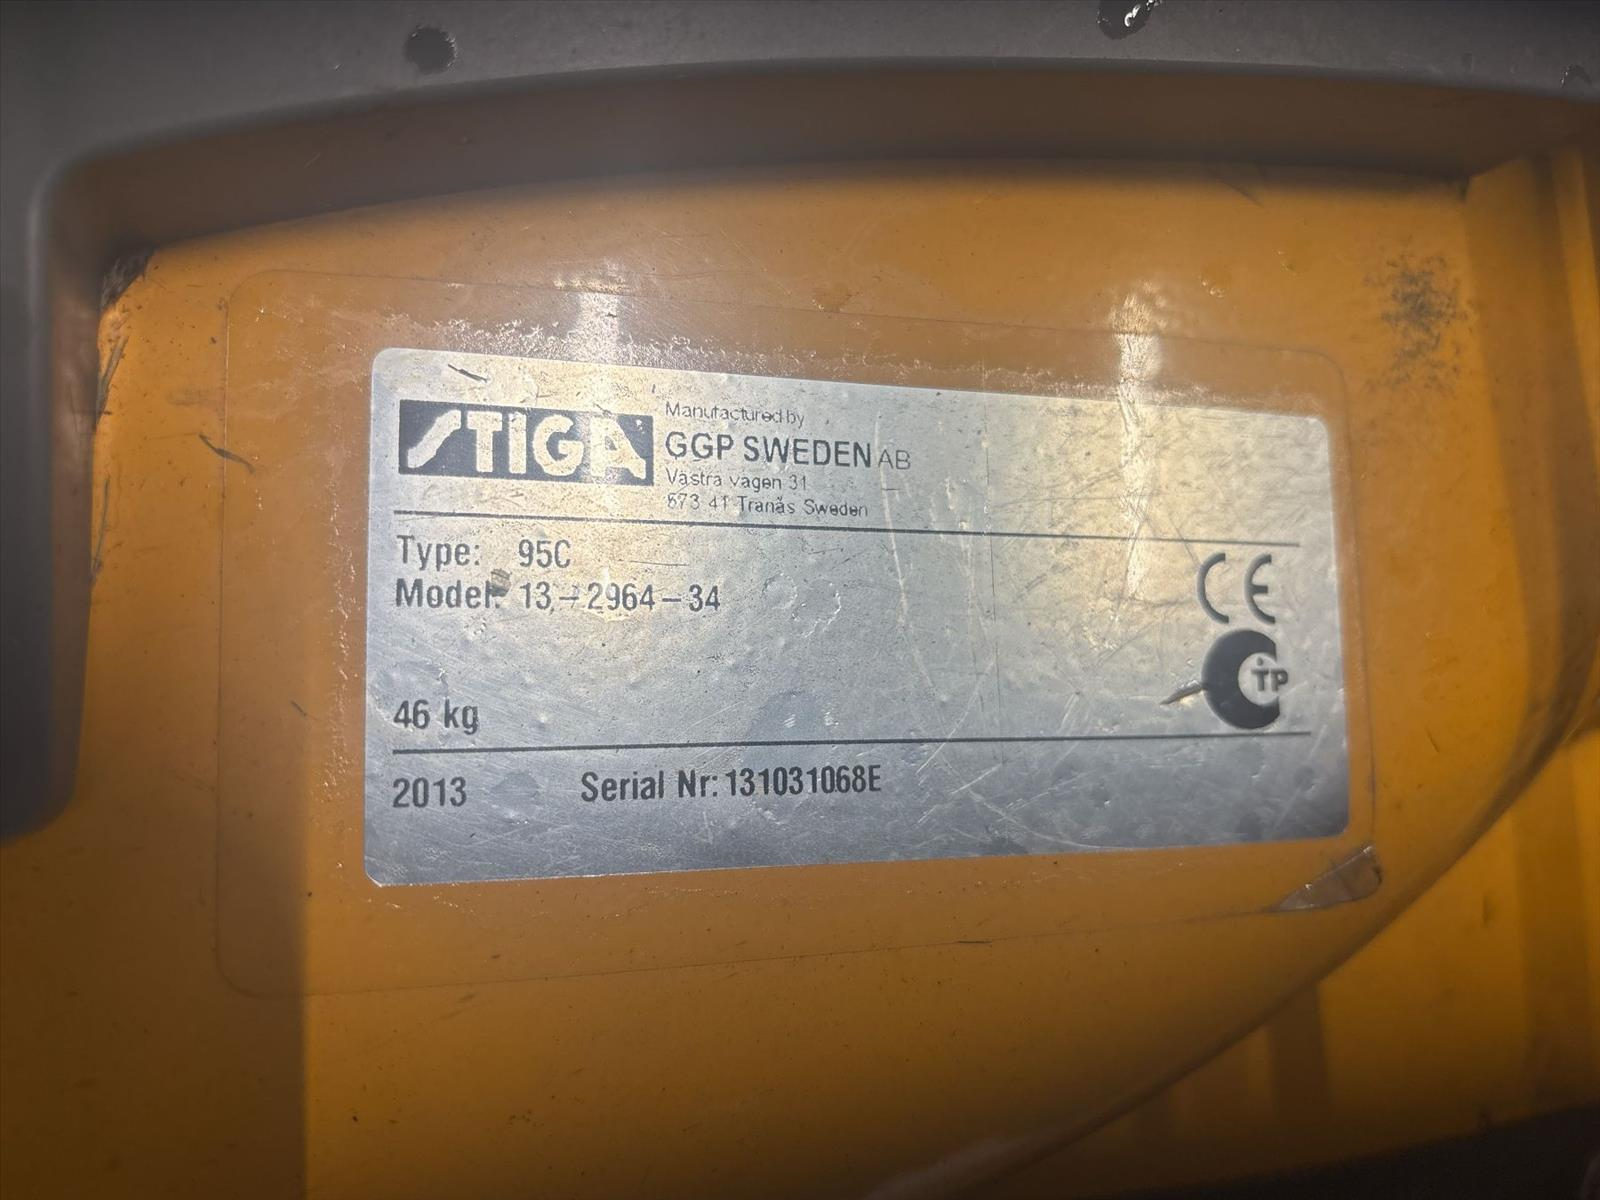 STIGA
Manufactured by
GGP SWEDEN AB
Västra vägen 31
573 41 Tranås Sweden
Type: 95C
Model: 13-2964-34
CE
TP
46 kg
2013 Serial Nr: 131031068E